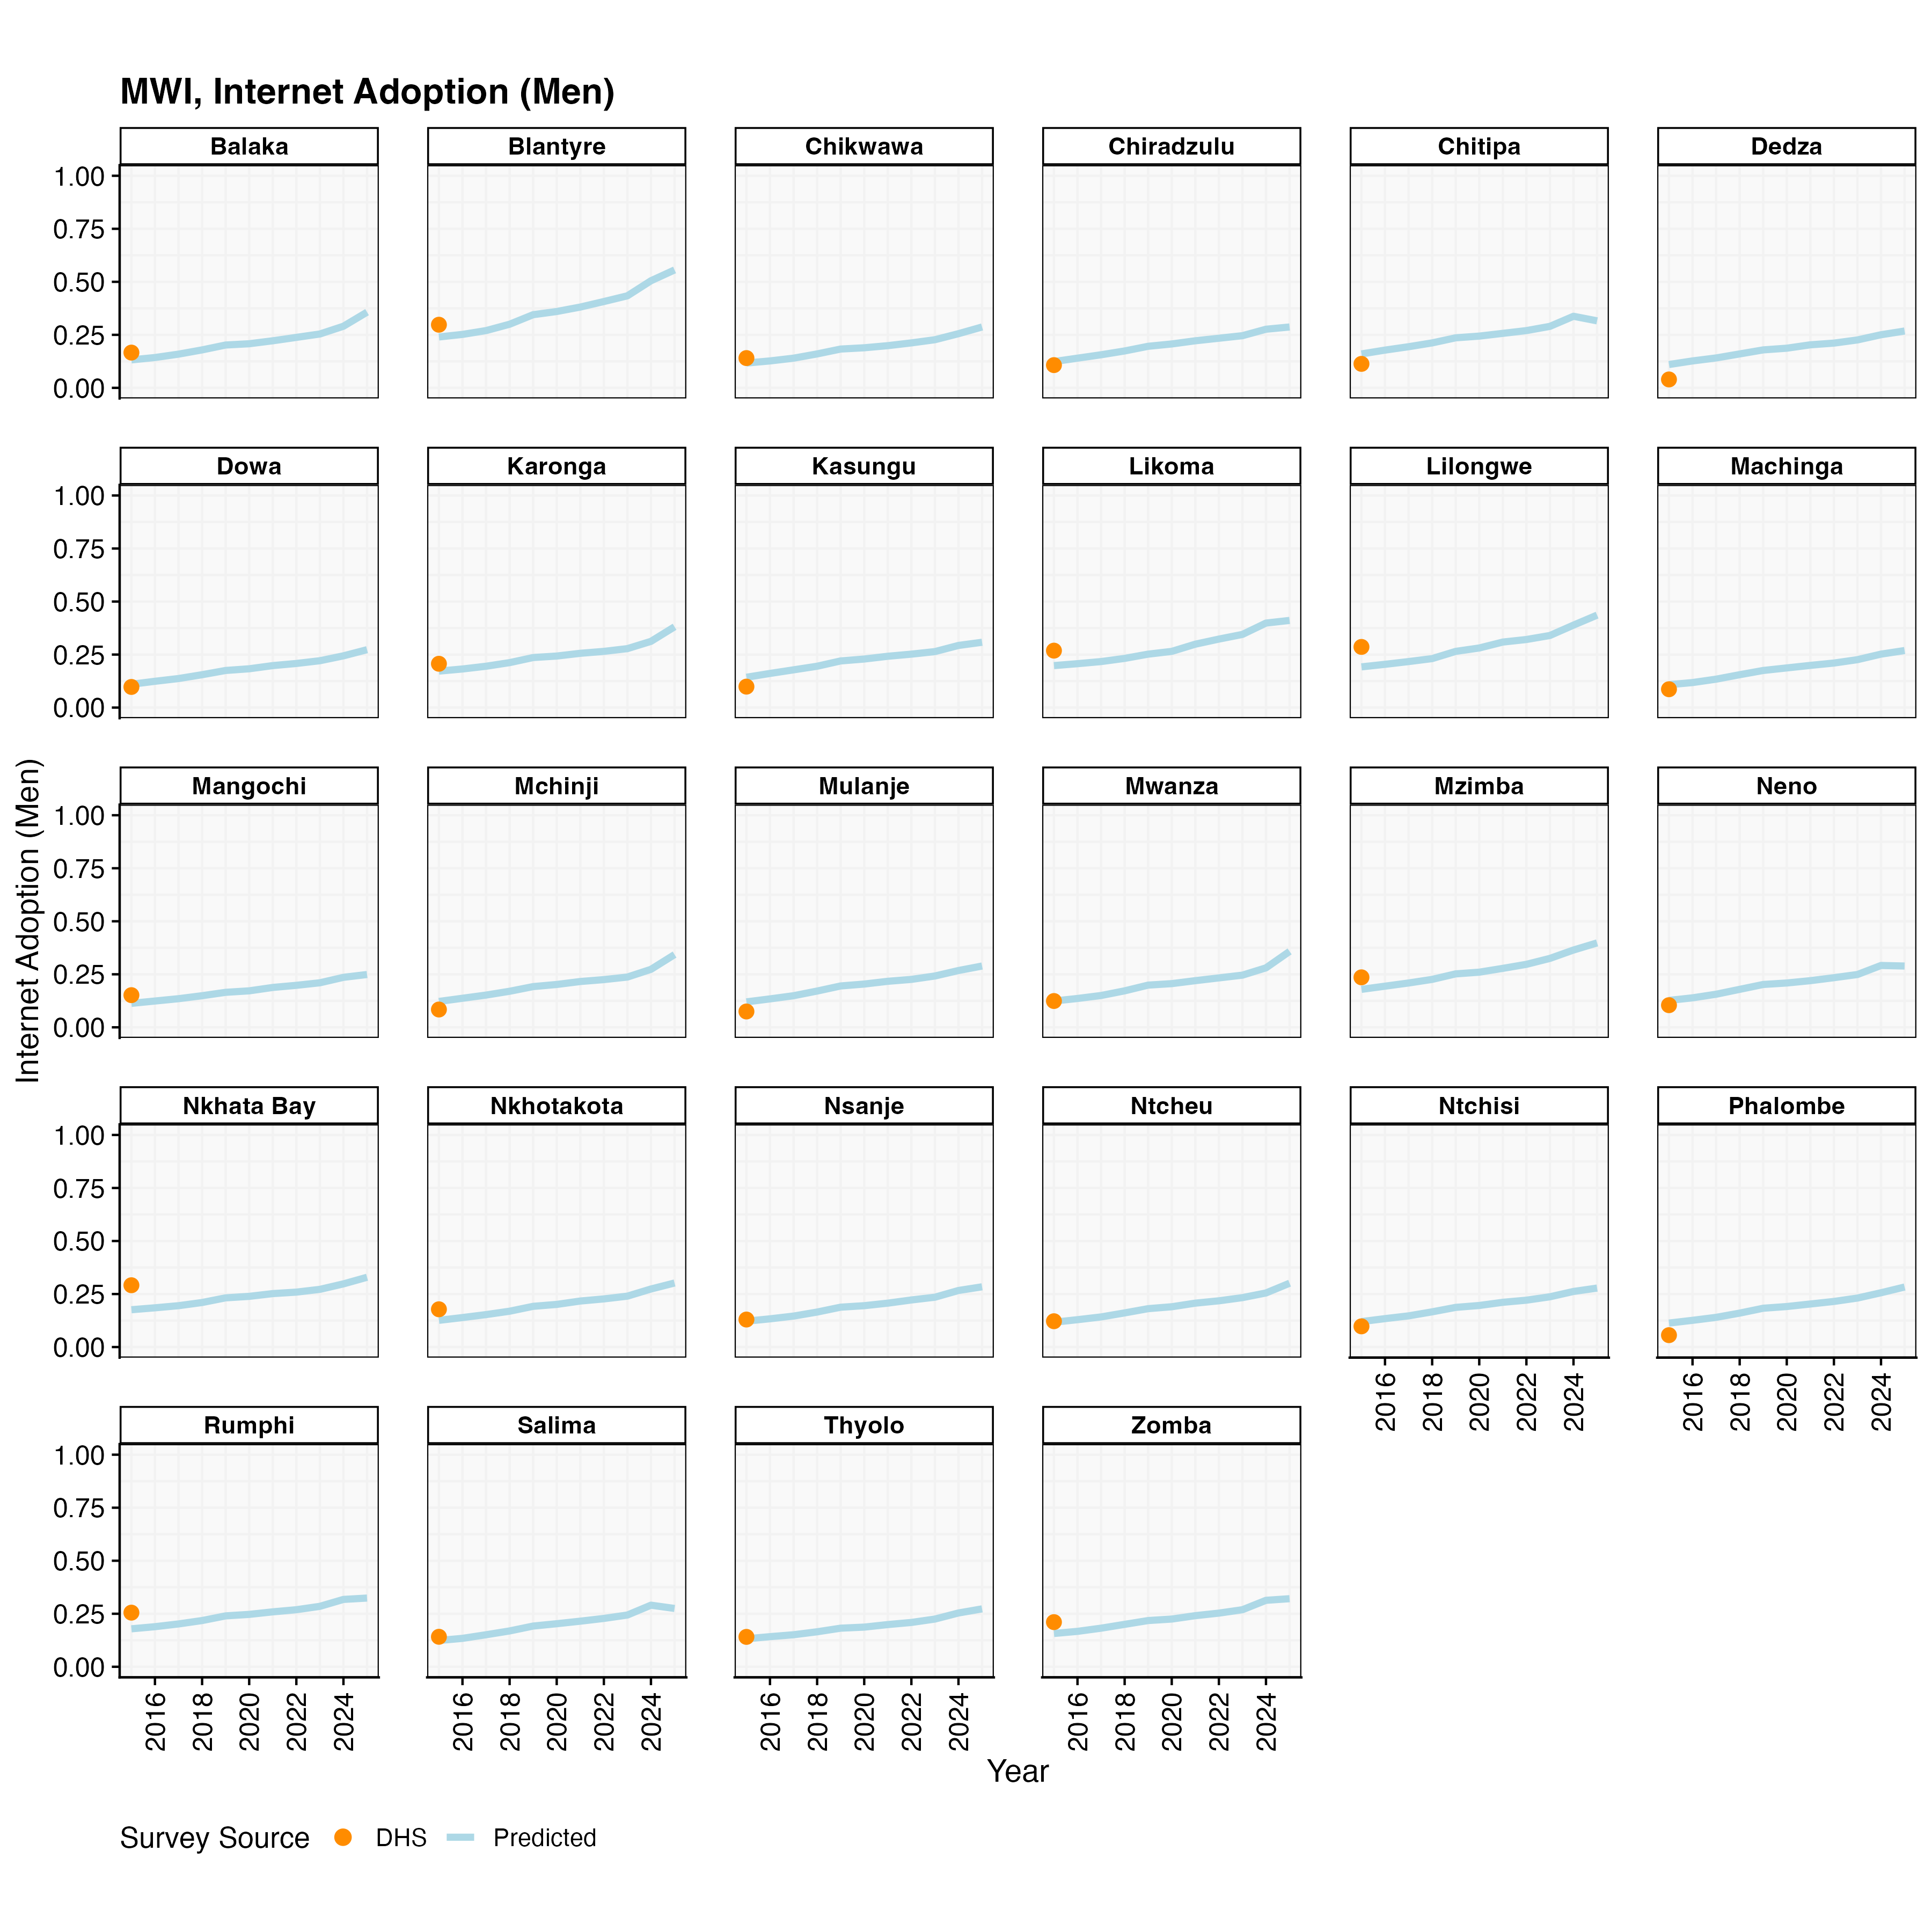 MWI, Internet Adoption (Men)
Balaka Blantyre Chikwawa Chiradzulu Chitipa Dedza
1.00
0.75
0.50
0.25
0.00
Dowa Karonga Kasungu Likoma Lilongwe Machinga
1.00
0.75
0.50
0.25
0.00
Internet Adoption (Men)
Mangochi Mchinji Mulanje Mwanza Mzimba Neno
1.00
0.75
0.50
0.25
0.00
Nkhata Bay Nkhotakota Nsanje Ntcheu Ntchisi Phalombe
1.00
0.75
0.50
0.25
0.00
2016 2018 2020 2022 2024 2016 2018 2020 2022 2024
Rumphi Salima Thyolo Zomba
1.00
0.75
0.50
0.25
0.00
2016 2018 2020 2022 2024 2016 2018 2020 2022 2024 2016 2018 2020 2022 2024 2016 2018 2020 2022 2024
Year
Survey Source DHS Predicted